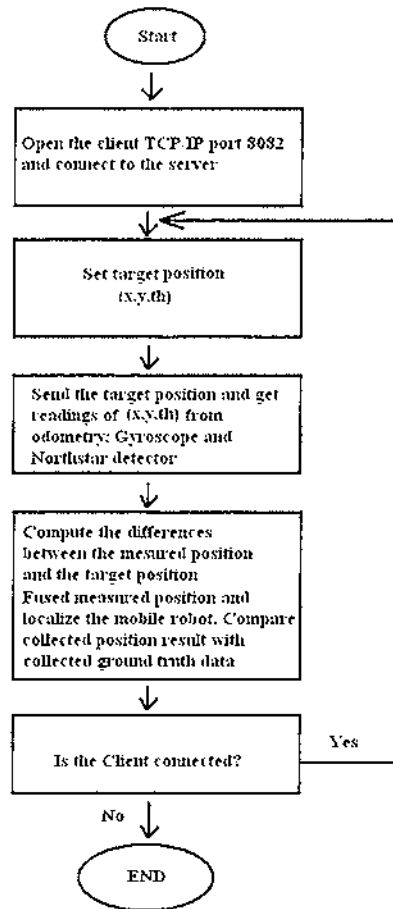 Start
Open the client TCP-IP port 8082
and connect to the server
Set target position
(x.y.th)
Send the target position and get
readings of (x.y.th) from
odometry: Gyroscope and
Northstar detector
Compute the differences
between the mesured position
and the target position
Fused measured position and
localize the mobile robot. Compare
collected position result with
collected ground truth data
Is the Client connected?
Yes
No
END